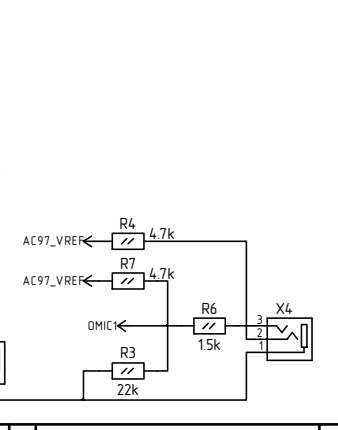 R4
AC97_VREF 4.7k
R7
AC97_VREF 4.7k
R6 X4
OMIC1 3
2
1.5k 1
R3
22k